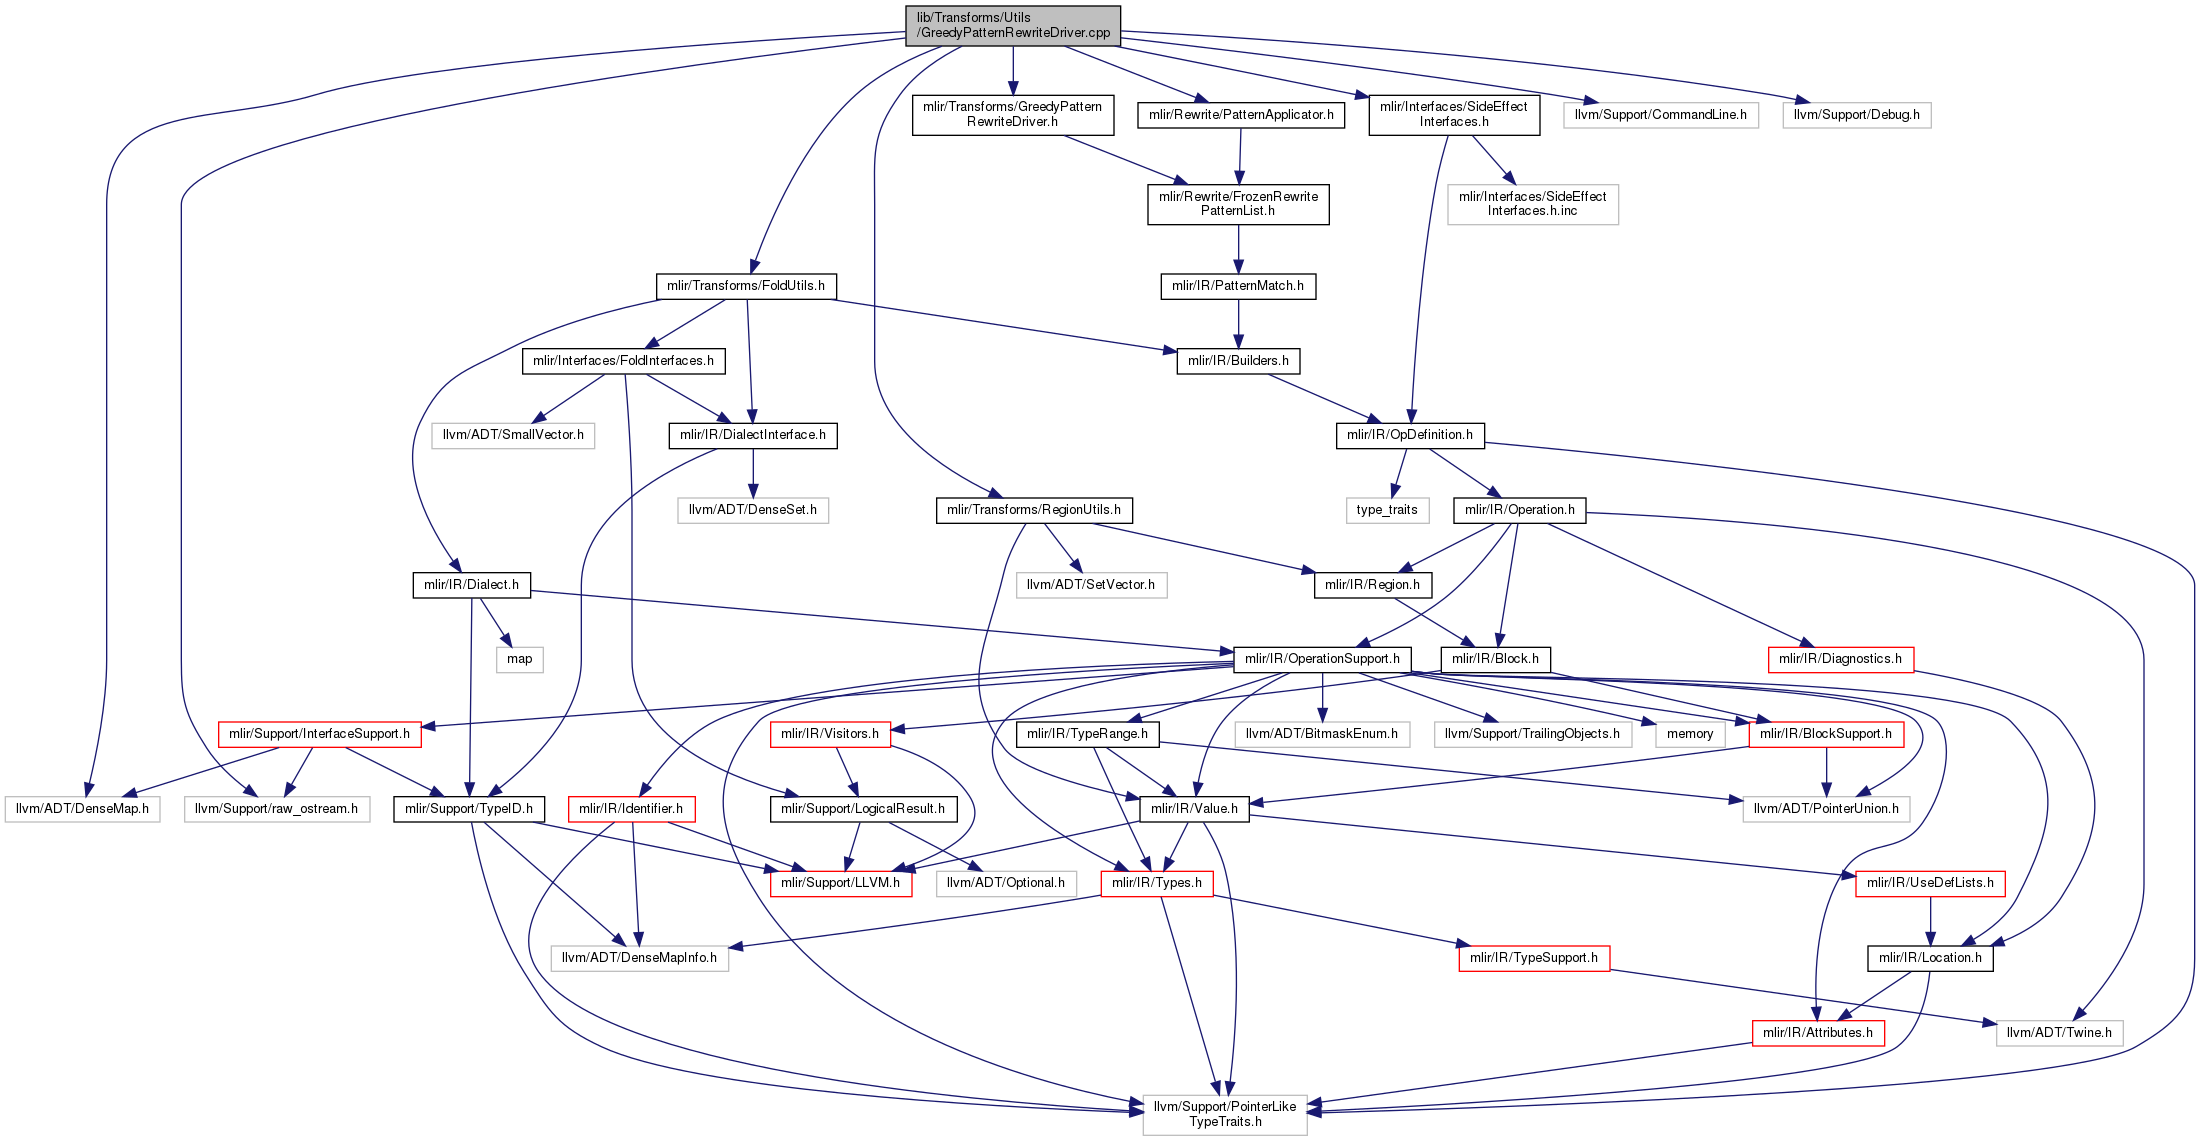 lib/Transforms/Utils
/GreedyPatternRewriteDriver.cpp
mlir/Transforms/GreedyPattern
RewriteDriver.h
mlir/Rewrite/PatternApplicator.h
mlir/Interfaces/SideEffect
Interfaces.h
llvm/Support/CommandLine.h
llvm/Support/Debug.h
mlir/Rewrite/FrozenRewrite
PatternList.h
mlir/Interfaces/SideEffect
Interfaces.h.inc
mlir/Transforms/FoldUtils.h
mlir/IR/PatternMatch.h
mlir/Interfaces/FoldInterfaces.h
mlir/IR/Builders.h
llvm/ADT/SmallVector.h
mlir/IR/DialectInterface.h
mlir/IR/OpDefinition.h
llvm/ADT/DenseSet.h
mlir/Transforms/RegionUtils.h
type_traits
mlir/IR/Operation.h
mlir/IR/Dialect.h
llvm/ADT/SetVector.h
mlir/IR/Region.h
map
mlir/IR/OperationSupport.h
mlir/IR/Block.h
mlir/IR/Diagnostics.h
mlir/Support/InterfaceSupport.h
mlir/IR/Visitors.h
mlir/IR/TypeRange.h
llvm/ADT/BitmaskEnum.h
llvm/Support/TrailingObjects.h
memory
mlir/IR/BlockSupport.h
llvm/ADT/DenseMap.h
llvm/Support/raw_ostream.h
mlir/Support/TypeID.h
mlir/IR/Identifier.h
mlir/Support/LogicalResult.h
mlir/IR/Value.h
llvm/ADT/PointerUnion.h
mlir/Support/LLVM.h
llvm/ADT/Optional.h
mlir/IR/Types.h
mlir/IR/UseDefLists.h
llvm/ADT/DenseMapInfo.h
mlir/IR/TypeSupport.h
mlir/IR/Location.h
mlir/IR/Attributes.h
llvm/ADT/Twine.h
llvm/Support/PointerLike
TypeTraits.h